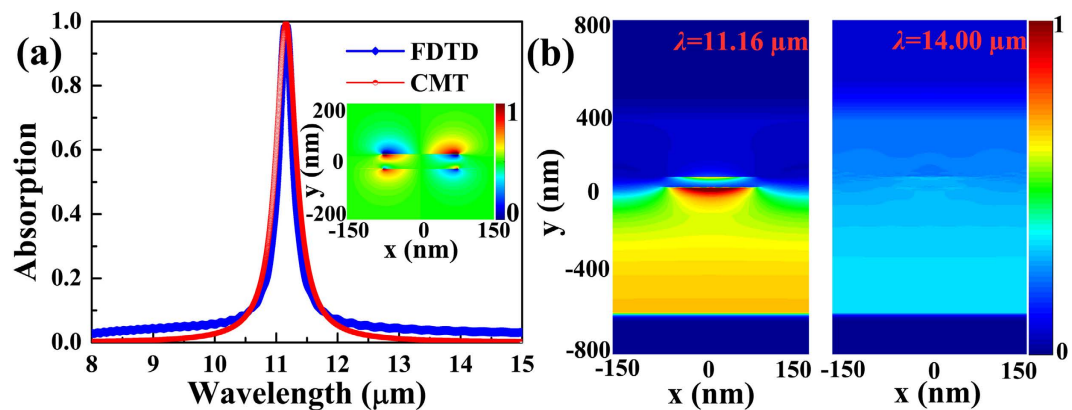 (a)
1.0
0.8
0.6
0.4
0.2
0.0
Absorption
8 9 10 11 12 13 14 15
Wavelength (μm)
FDTD
CMT
200
0
-200
y (nm)
-150 0 150
x (nm)
1
0
(b)
800
400
0
-400
-800
y (nm)
λ=11.16 μm
-150 0 150
x (nm)
λ=14.00 μm
-150 0 150
x (nm)
1
0